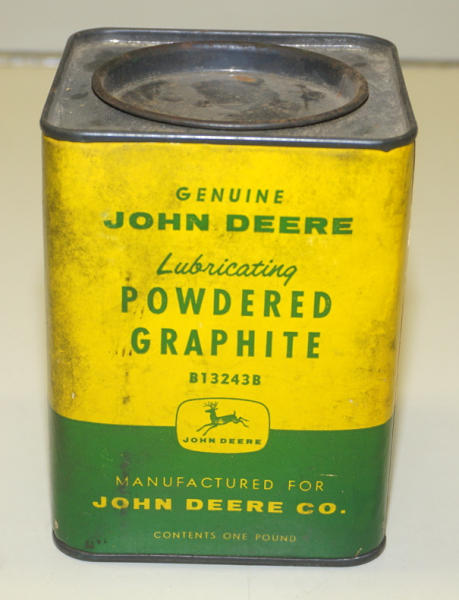 GENUINE
JOHN DEERE
Lubricating
POWDERED
GRAPHITE
B13243B
JOHN DEERE
MANUFACTURED FOR
JOHN DEERE CO.
CONTENTS ONE POUND